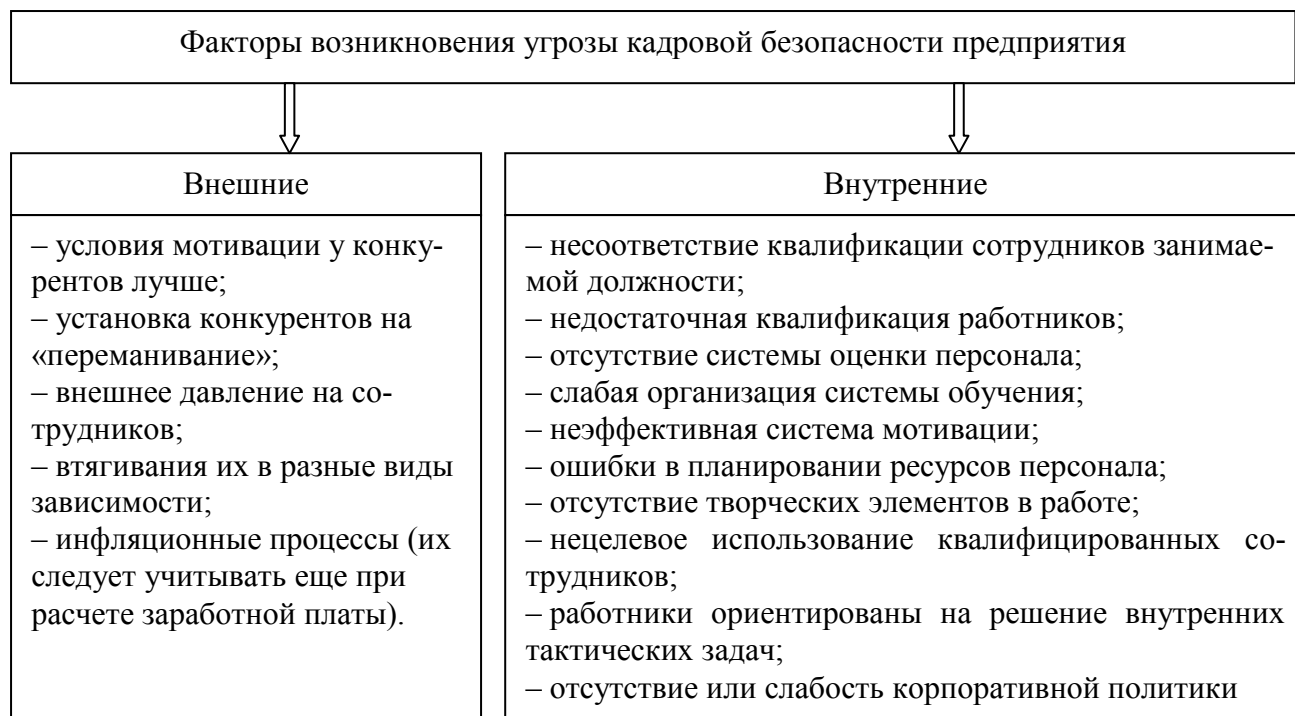 Факторы возникновения угрозы кадровой безопасности предприятия
Внешние
– условия мотивации у конку-
рентов лучше;
– установка конкурентов на
«переманивание»;
– внешнее давление на со-
трудников;
– втягивания их в разные виды
зависимости;
– инфляционные процессы (их
следует учитывать еще при
расчете заработной платы).
Внутренние
– несоответствие квалификации сотрудников занимае-
мой должности;
– недостаточная квалификация работников;
– отсутствие системы оценки персонала;
– слабая организация системы обучения;
– неэффективная система мотивации;
– ошибки в планировании ресурсов персонала;
– отсутствие творческих элементов в работе;
– нецелевое использование квалифицированных со-
трудников;
– работники ориентированы на решение внутренних
тактических задач;
– отсутствие или слабость корпоративной политики